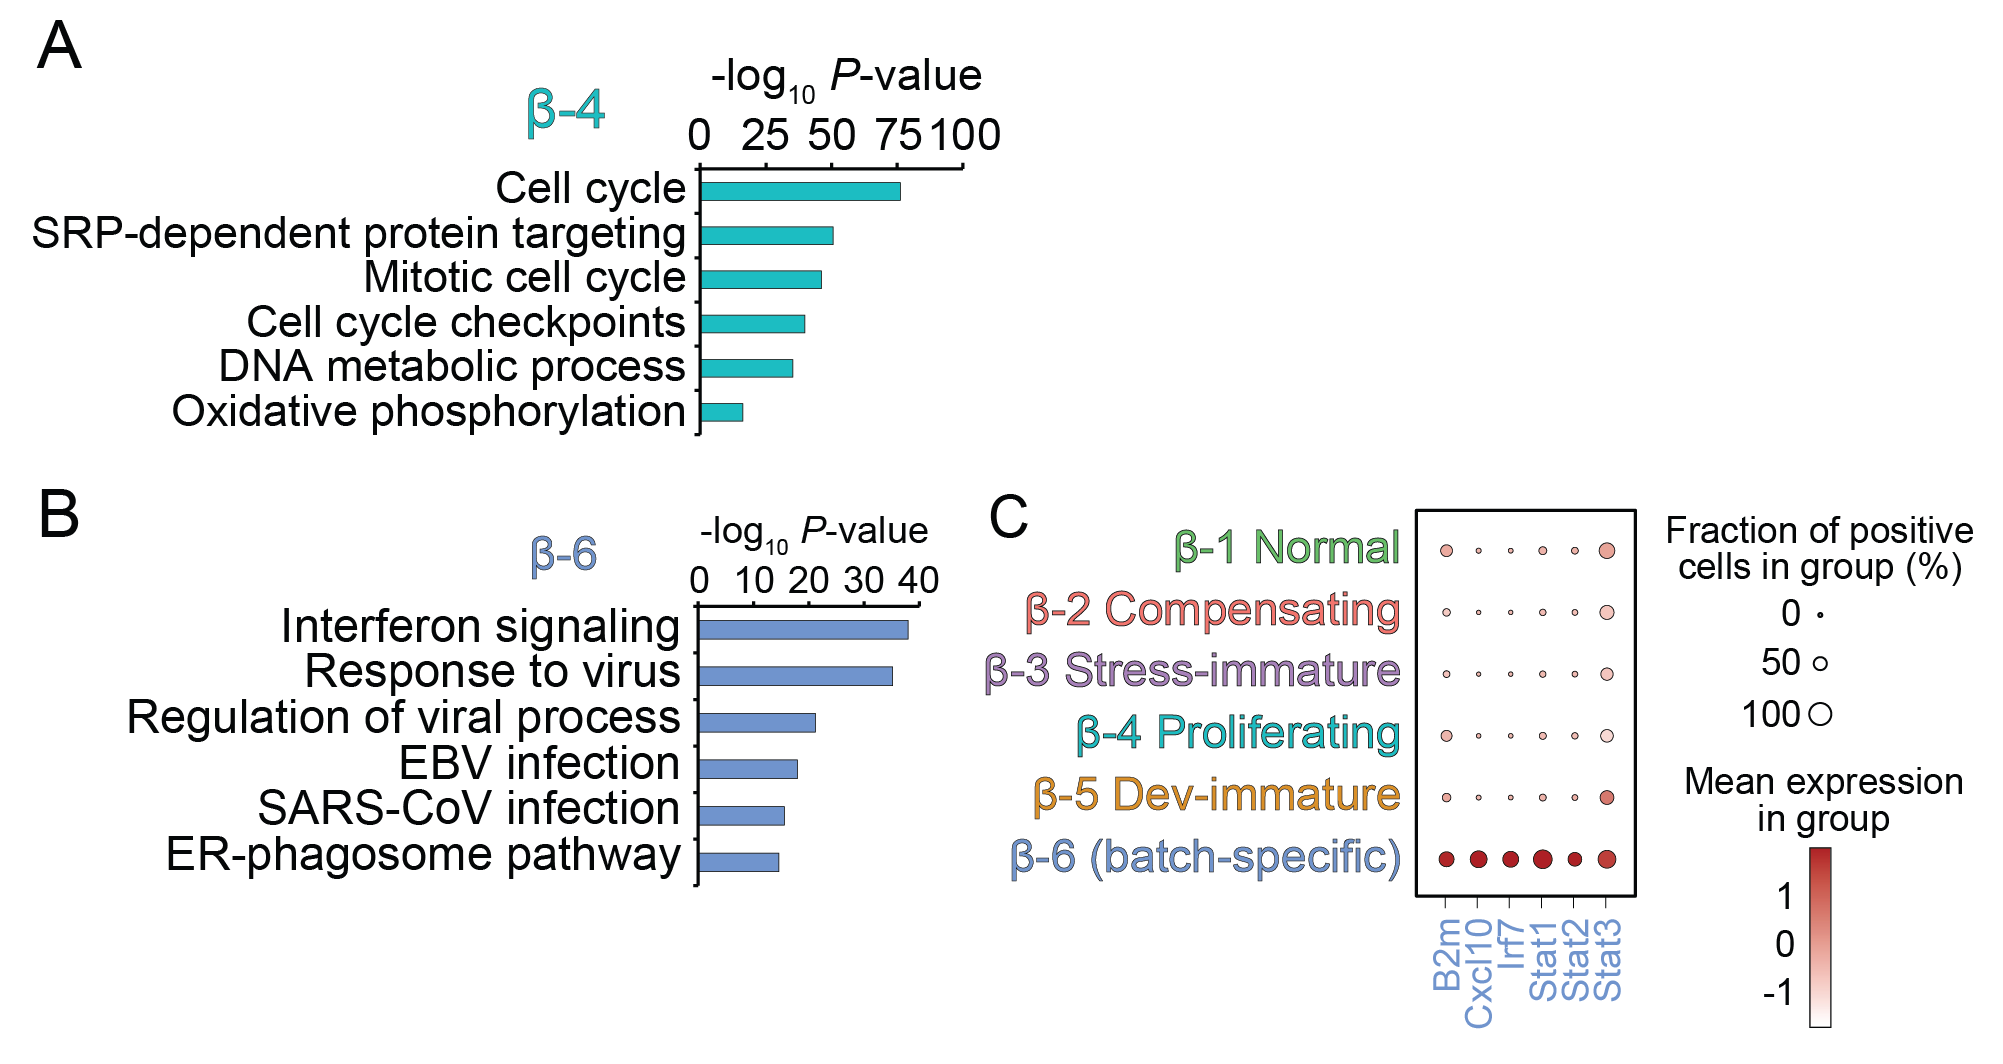 A
β-4
-log10 P-value
0 25 50 75 100
Cell cycle
SRP-dependent protein targeting
Mitotic cell cycle
Cell cycle checkpoints
DNA metabolic process
Oxidative phosphorylation
B
β-6
-log10 P-value
0 10 20 30 40
Interferon signaling
Response to virus
Regulation of viral process
EBV infection
SARS-CoV infection
ER-phagosome pathway
C
β-1 Normal
β-2 Compensating
β-3 Stress-immature
β-4 Proliferating
β-5 Dev-immature
β-6 (batch-specific)
B2m
Cxcl10
Irf7
Stat1
Stat2
Stat3
Fraction of positive
cells in group (%)
0
50
100
Mean expression
in group
1
0
-1